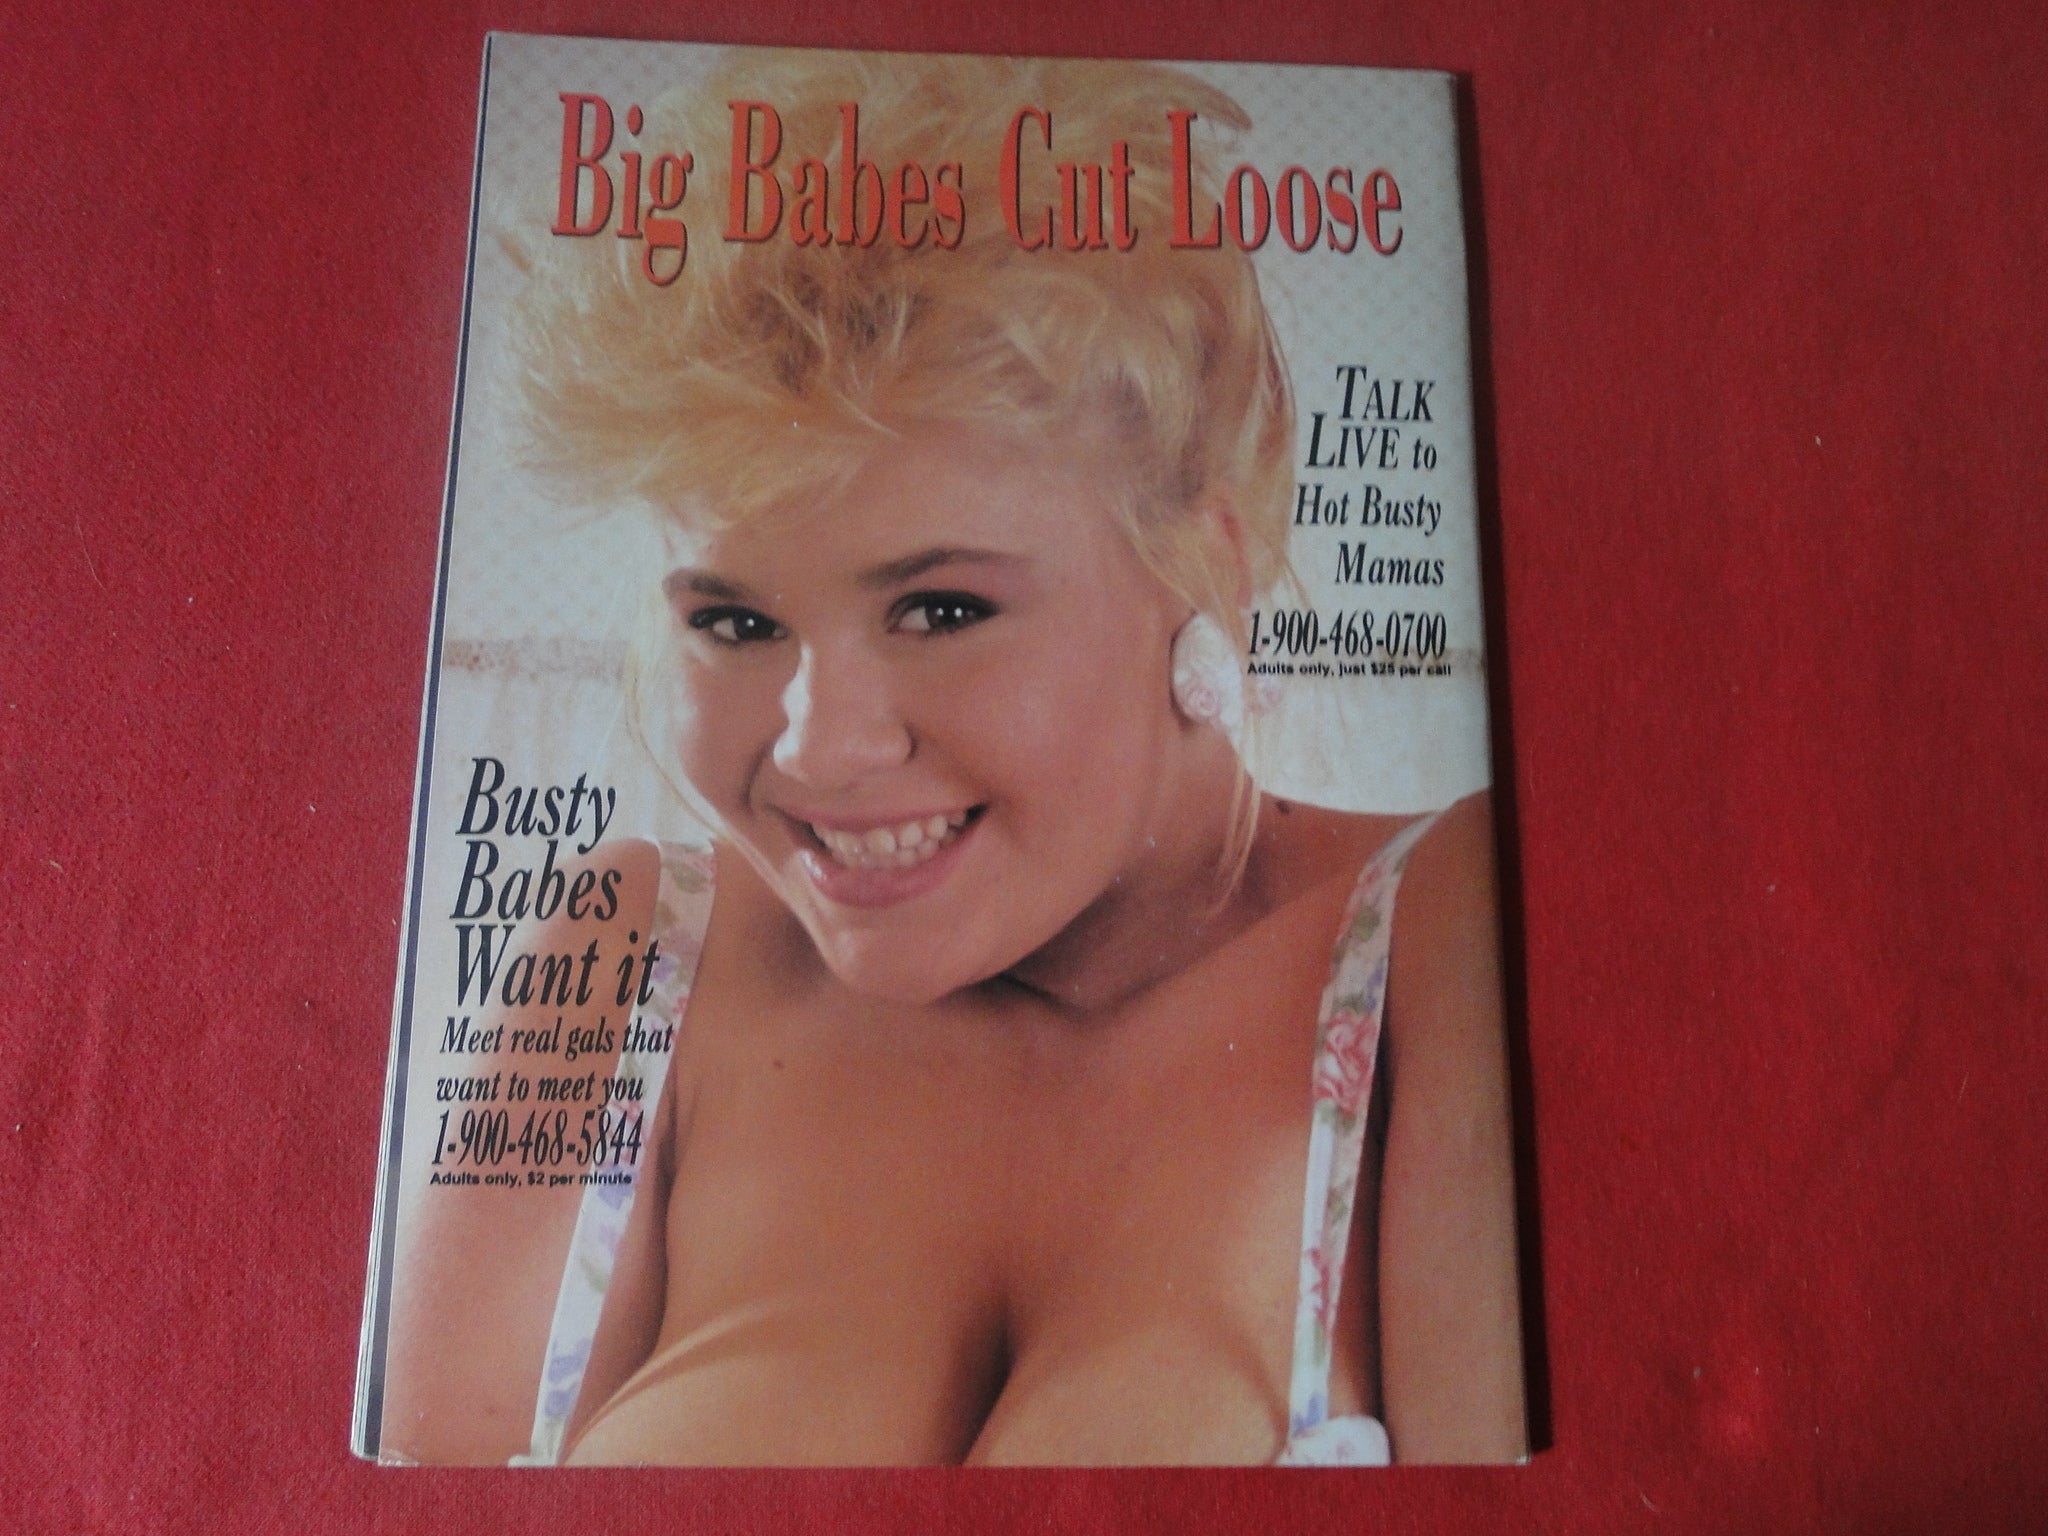 Big Babes Cut Loose
TALK
LIVE to
Hot Busty
Mamas
1-900-468-0700
Adults only, just $25 per call
Busty
Babes
Want it
Meet real gals that
want to meet you
1-900-468-5844
Adults only, $2 per minute